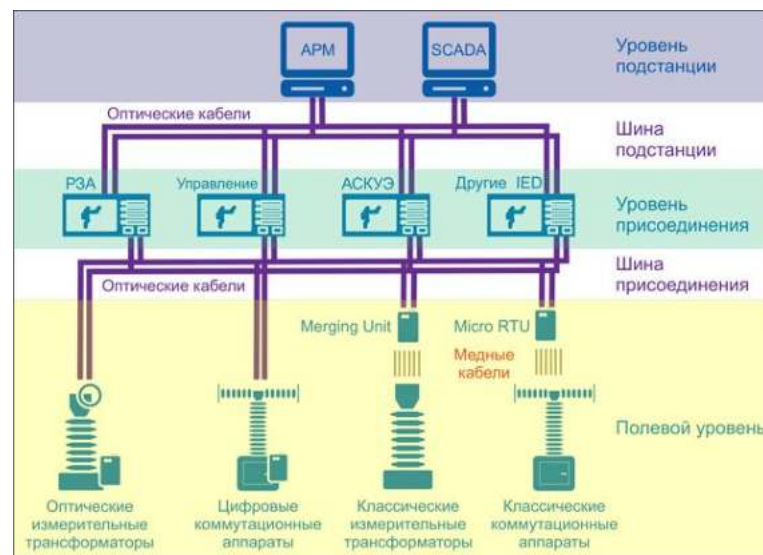 АРМ
SCADA
Уровень
подстанции
Оптические кабели
Шина
подстанции
РЗА
Управление
АСКУЭ
Другие IED
Уровень
присоединения
Оптические кабели
Шина
присоединения
Merging Unit
Micro RTU
Медные
кабели
Полевой уровень
Оптические
измерительные
трансформаторы
Цифровые
коммутационные
аппараты
Классические
измерительные
трансформаторы
Классические
коммутационные
аппараты